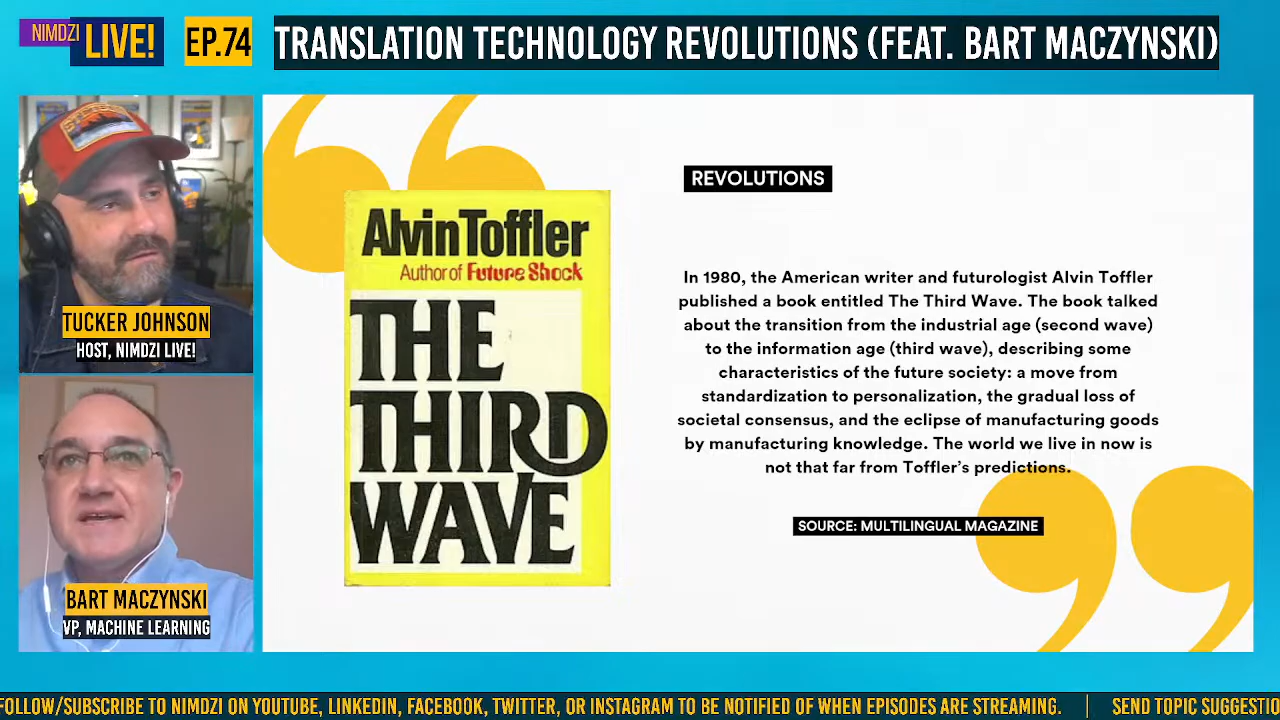 NIMDZI LIVE!
EP.74
TRANSLATION TECHNOLOGY REVOLUTIONS (FEAT. BART MACZYNSKI)
TUCKER JOHNSON
HOST, NIMDZI LIVE!
BART MACZYNSKI
VP, MACHINE LEARNING
Alvin Toffler
Author of Future Shock
THE
THIRD
WAVE
REVOLUTIONS
In 1980, the American writer and futurologist Alvin Toffler
published a book entitled The Third Wave. The book talked
about the transition from the industrial age (second wave)
to the information age (third wave), describing some
characteristics of the future society: a move from
standardization to personalization, the gradual loss of
societal consensus, and the eclipse of manufacturing goods
by manufacturing knowledge. The world we live in now is
not that far from Toffler's predictions.
SOURCE: MULTILINGUAL MAGAZINE
FOLLOW/SUBSCRIBE TO NIMDZI ON YOUTUBE, LINKEDIN, FACEBOOK, TWITTER, OR INSTAGRAM TO BE NOTIFIED OF WHEN EPISODES ARE STREAMING. | SEND TOPIC SUGGESTIO